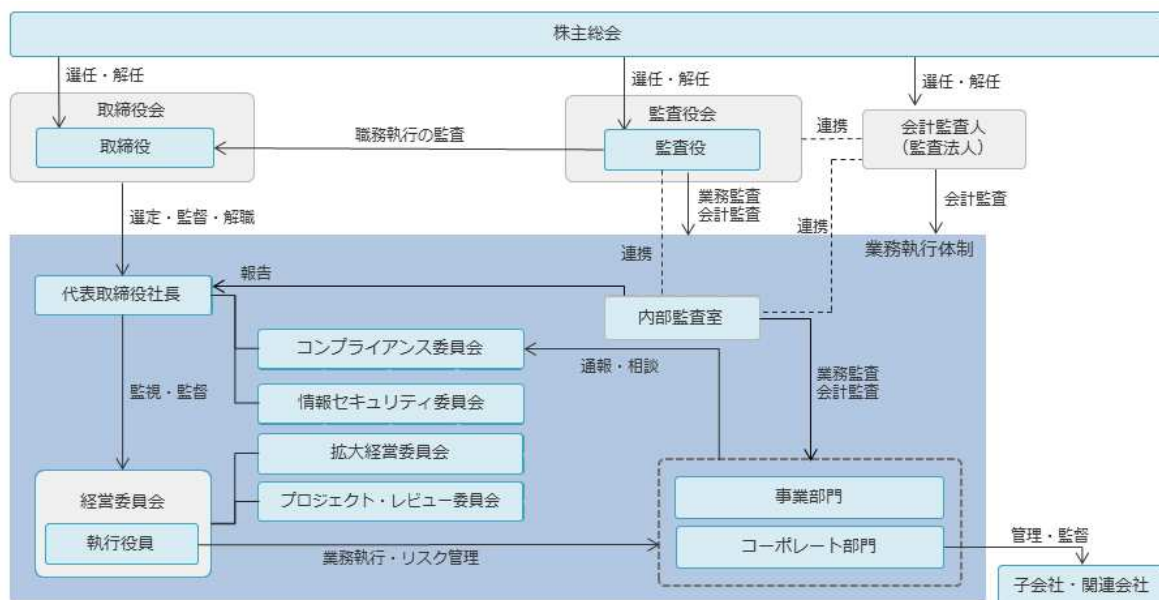 株主総会
選任・解任
選任・解任
選任・解任
取締役会
取締役
職務執行の監査
監査役会
監査役
連携
会計監査人
(監査法人)
選定・監督・解職
業務監査
会計監査
連携
連携
会計監査
業務執行体制
代表取締役社長
報告
内部監査室
コンプライアンス委員会
通報・相談
業務監査
会計監査
監視・監督
情報セキュリティ委員会
拡大経営委員会
プロジェクト・レビュー委員会
経営委員会
執行役員
業務執行・リスク管理
事業部門
コーポレート部門
管理・監督
子会社・関連会社